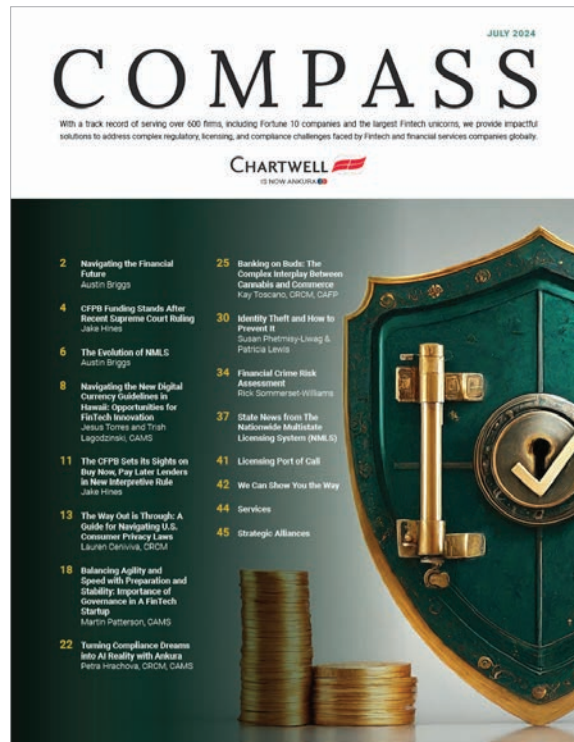 JULY 2024
COMPASS
With a track record of serving over 600 firms, including Fortune 10 companies and the largest Fintech unicorns, we provide impactful
solutions to address complex regulatory, licensing, and compliance challenges faced by Fintech and financial services companies globally.
CHARTWELL
IS NOW ANKURA
2 Navigating the Financial
Future
Austin Briggs
4 CFPB Funding Stands After
Recent Supreme Court Ruling
Jake Hines
6 The Evolution of NMLS
Austin Briggs
8 Navigating the New Digital
Currency Guidelines in
Hawaii: Opportunities for
FinTech Innovation
Jesus Torres and Trish
Lagodzinski, CAMS
11 The CFPB Sets its Sights on
Buy Now, Pay Later Lenders
in New Interpretive Rule
Jake Hines
13 The Way Out is Through: A
Guide for Navigating U.S.
Consumer Privacy Laws
Lauren Ceniviva, CRCM
18 Balancing Agility and
Speed with Preparation and
Stability: Importance of
Governance in A FinTech
Startup
Martin Patterson, CAMS
22 Turning Compliance Dreams
into AI Reality with Ankura
Petra Hrachova, CRCM, CAMS
25 Banking on Buds: The
Complex Interplay Between
Cannabis and Commerce
Kay Toscano, CRCM, CAFP
30 Identity Theft and How to
Prevent It
Susan Phetmisy-Liwag &
Patricia Lewis
34 Financial Crime Risk
Assessment
Rick Sommerset-Williams
37 State News from The
Nationwide Multistate
Licensing System (NMLS)
41 Licensing Port of Call
42 We Can Show You the Way
44 Services
45 Strategic Alliances